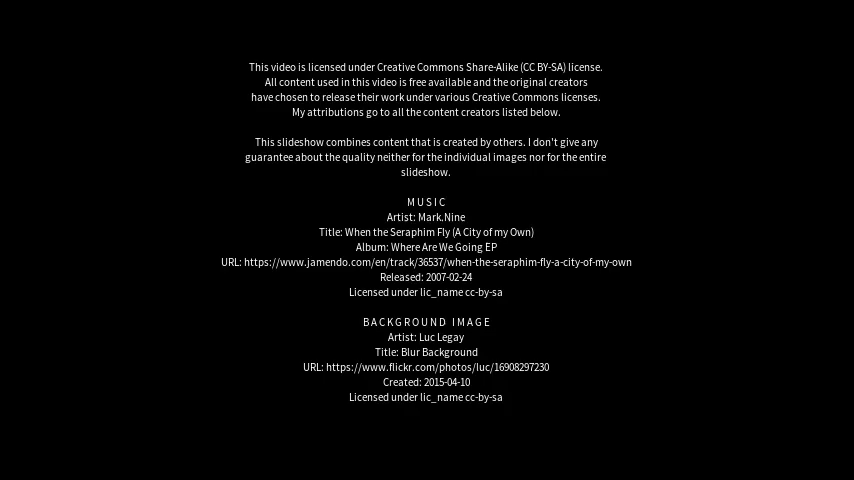 This video is licensed under Creative Commons Share-Alike (CC BY-SA) license.
All content used in this video is free available and the original creators
have chosen to release their work under various Creative Commons licenses.
My attributions go to all the content creators listed below.
This slideshow combines content that is created by others. I don't give any
guarantee about the quality neither for the individual images nor for the entire
slideshow.
MUSIC
Artist: Mark.Nine
Title: When the Seraphim Fly (A City of my Own)
Album: Where Are We Going EP
URL: https://www.jamendo.com/en/track/36537/when-the-seraphim-fly-a-city-of-my-own
Released: 2007-02-24
Licensed under lic_name cc-by-sa
BACKGROUND IMAGE
Artist: Luc Legay
Title: Blur Background
URL: https://www.flickr.com/photos/luc/16908297230
Created: 2015-04-10
Licensed under lic_name cc-by-sa